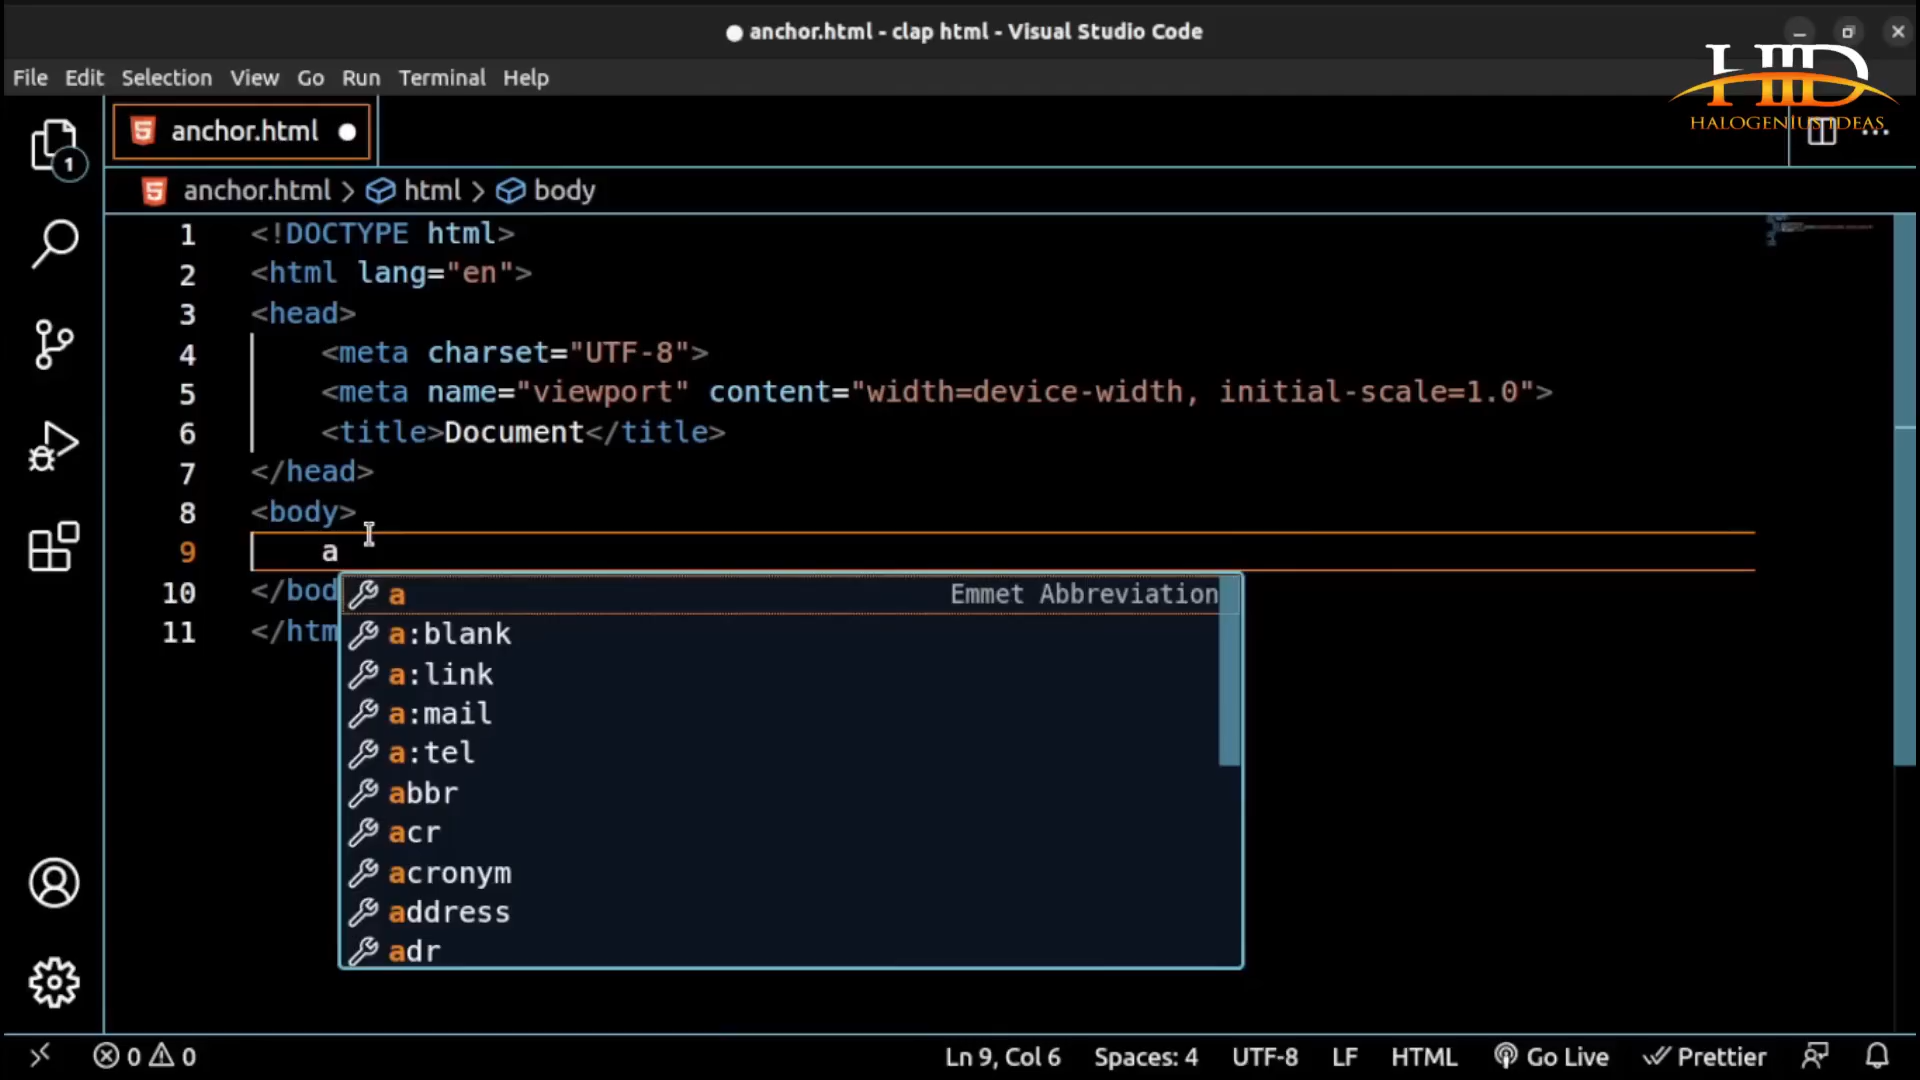 anchor.html - clap html - Visual Studio Code
File Edit Selection View Go Run Terminal Help
HID
HALOGENIUS IDEAS
anchor.html
1
anchor.html > html > body
1 <!DOCTYPE html>
2 <html lang="en">
3 <head>
4 <meta charset="UTF-8">
5 <meta name="viewport" content="width=device-width, initial-scale=1.0">
6 <title>Document</title>
7 </head>
8 <body>
9 a
10 </bod
11 </htm
a Emmet Abbreviation
a:blank
a:link
a:mail
a:tel
abbr
acr
acronym
address
adr
0 0 Ln 9, Col 6 Spaces: 4 UTF-8 LF HTML Go Live Prettier